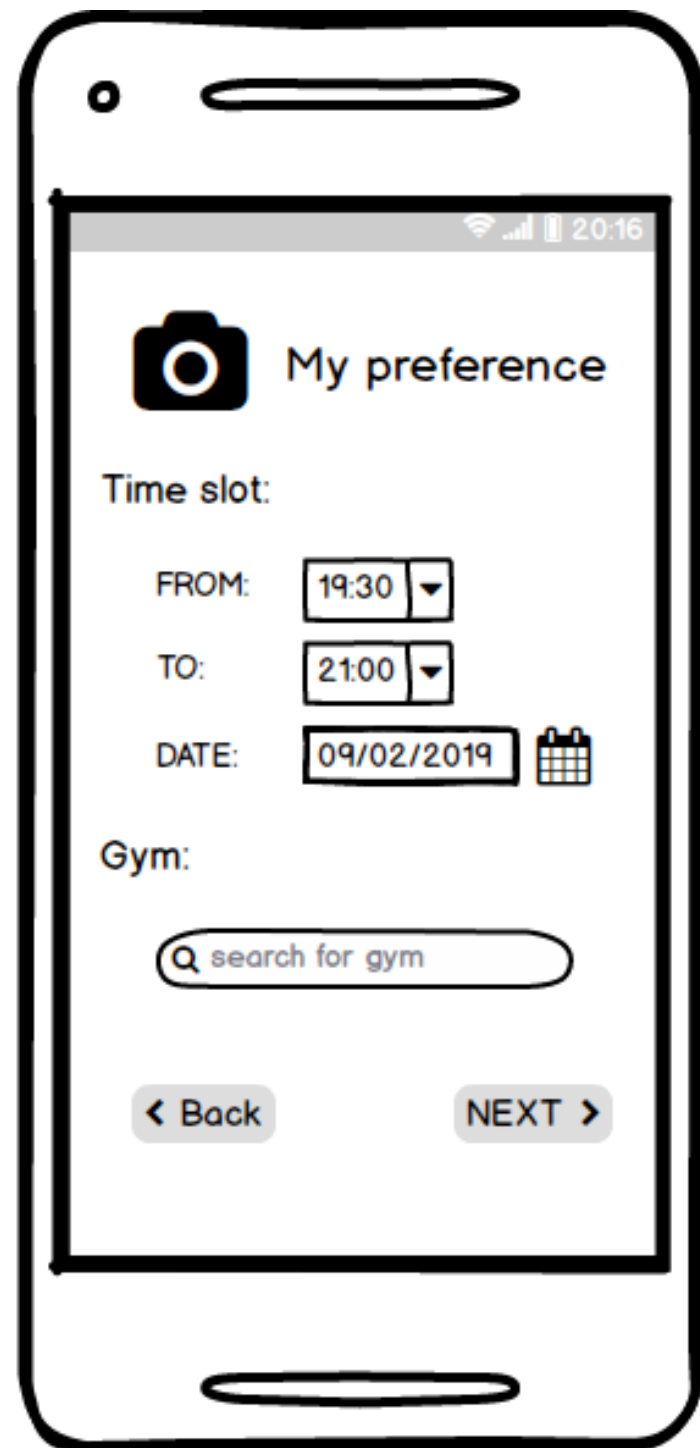 20:16
My preference
Time slot:
FROM: 19:30
TO: 21:00
DATE: 09/02/2019
Gym:
search for gym
Back NEXT